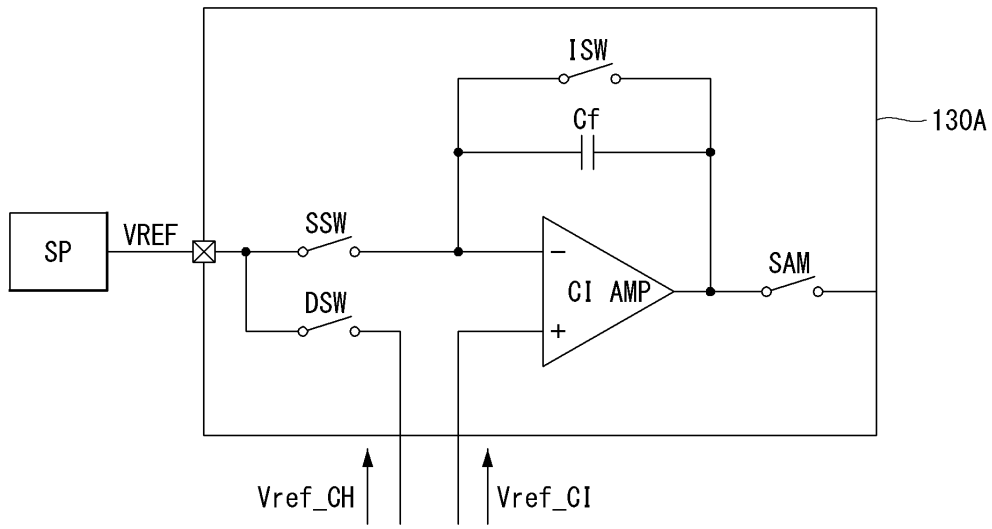 ISW
Cf
130A
SSW
VREF
SP
−
CI AMP
SAM
DSW
+
Vref_CH
Vref_CI